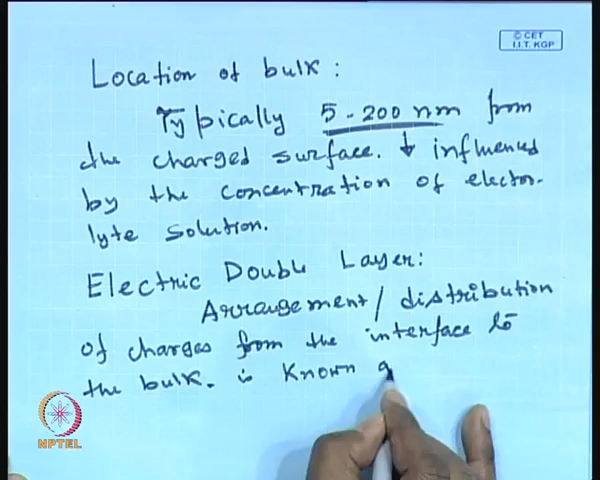 © CET
I.I.T. KGP
Location of bulk :
Typically 5-200 nm from
the charged surface. ↓ influenced
by the concentration of electro-
lyte solution.
Electric Double Layer:
Arrangement / distribution
of charges from the interface to
the bulk. is known a
NPTEL